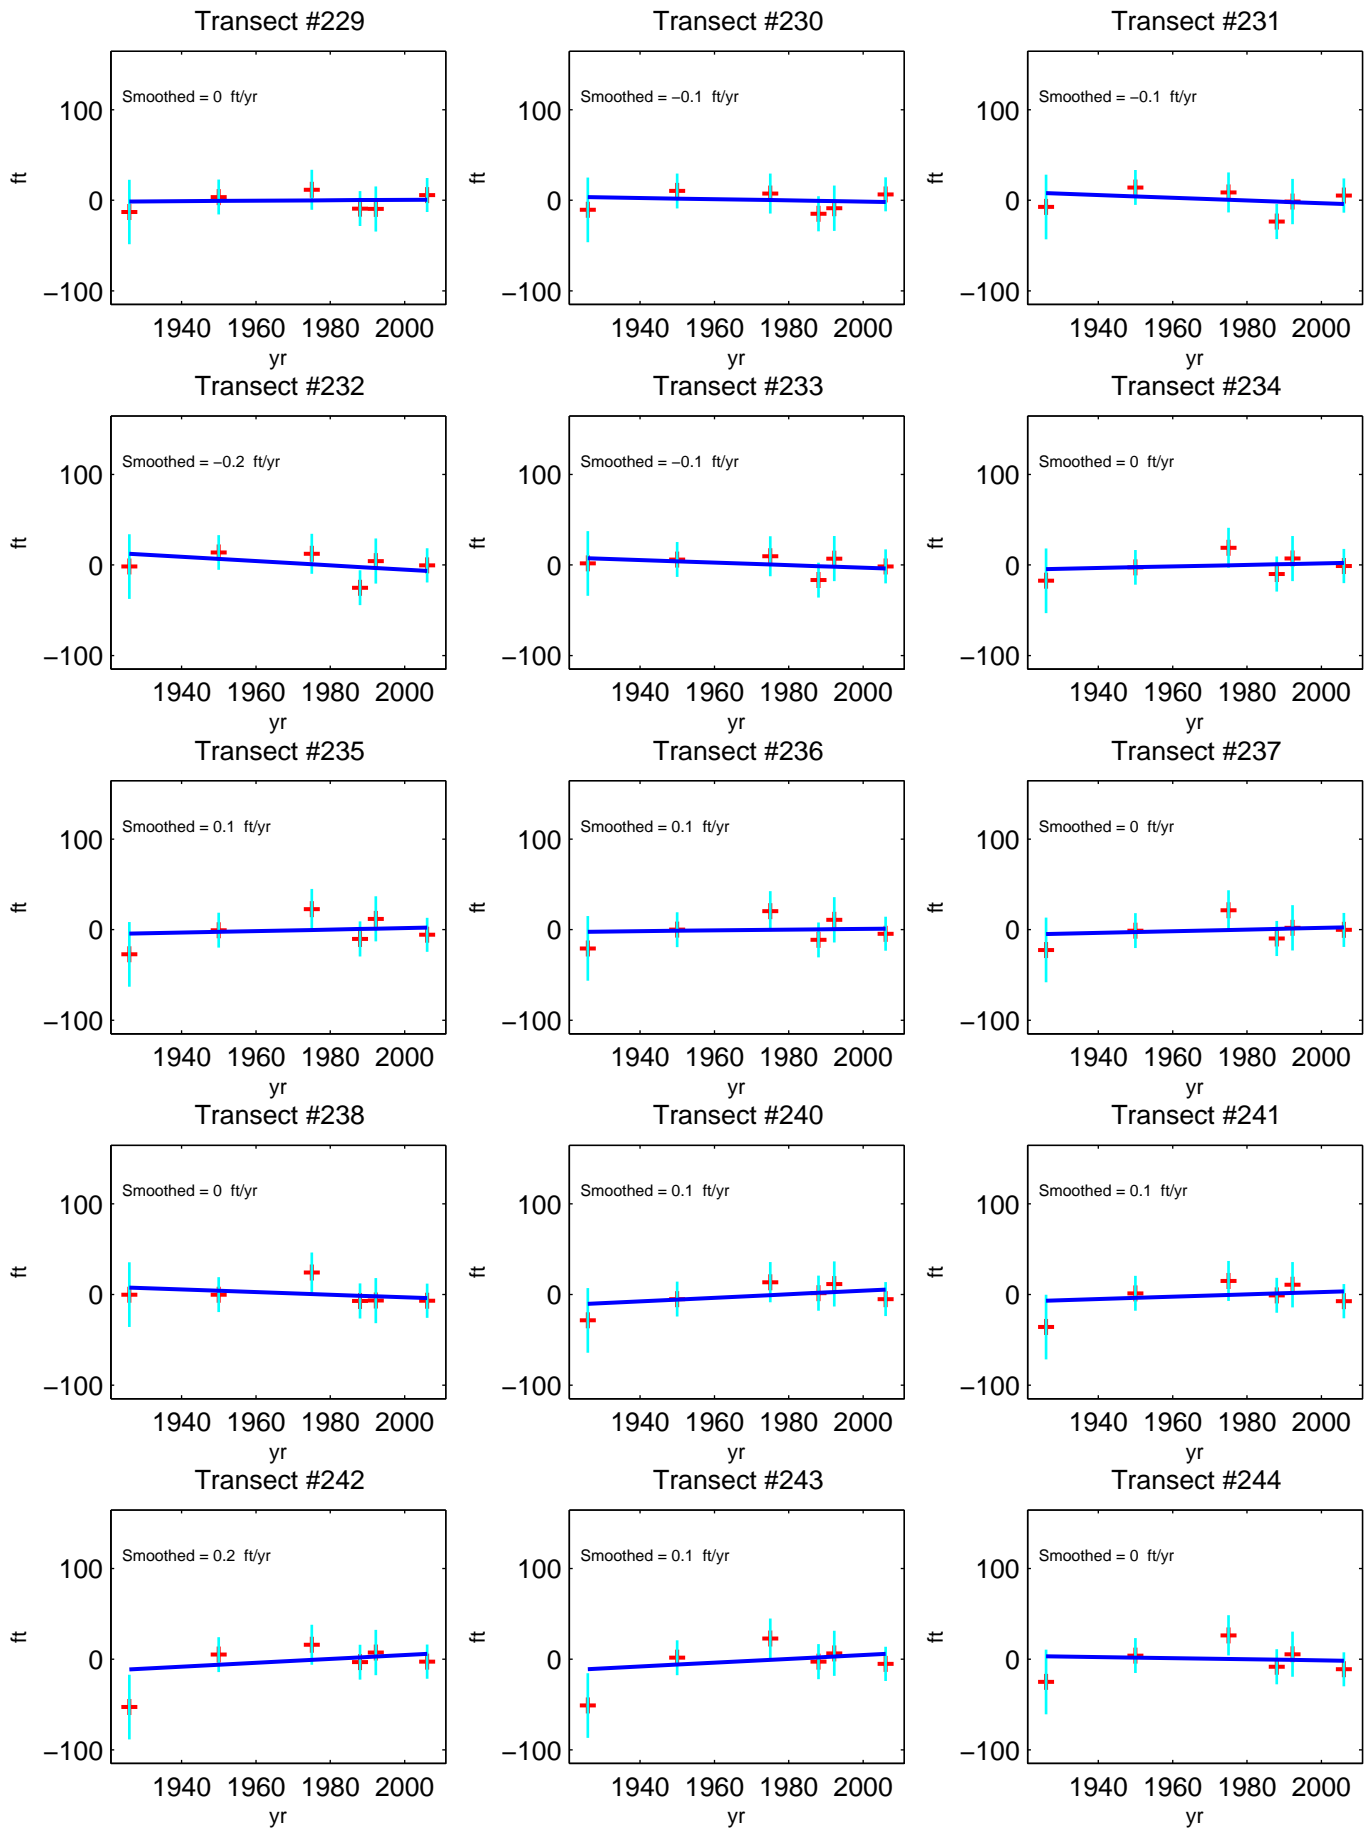 Transect #229 Transect #230 Transect #231
Smoothed = 0 ft/yr Smoothed = −0.1 ft/yr Smoothed = −0.1 ft/yr
100 100 100
ft ft ft
0 0 0
−100 −100 −100
1940 1960 1980 2000 1940 1960 1980 2000 1940 1960 1980 2000
yr yr yr
Transect #232 Transect #233 Transect #234
Smoothed = −0.2 ft/yr Smoothed = −0.1 ft/yr Smoothed = 0 ft/yr
100 100 100
ft ft ft
0 0 0
−100 −100 −100
1940 1960 1980 2000 1940 1960 1980 2000 1940 1960 1980 2000
yr yr yr
Transect #235 Transect #236 Transect #237
Smoothed = 0.1 ft/yr Smoothed = 0.1 ft/yr Smoothed = 0 ft/yr
100 100 100
ft ft ft
0 0 0
−100 −100 −100
1940 1960 1980 2000 1940 1960 1980 2000 1940 1960 1980 2000
yr yr yr
Transect #238 Transect #240 Transect #241
Smoothed = 0 ft/yr Smoothed = 0.1 ft/yr Smoothed = 0.1 ft/yr
100 100 100
ft ft ft
0 0 0
−100 −100 −100
1940 1960 1980 2000 1940 1960 1980 2000 1940 1960 1980 2000
yr yr yr
Transect #242 Transect #243 Transect #244
Smoothed = 0.2 ft/yr Smoothed = 0.1 ft/yr Smoothed = 0 ft/yr
100 100 100
ft ft ft
0 0 0
−100 −100 −100
1940 1960 1980 2000 1940 1960 1980 2000 1940 1960 1980 2000
yr yr yr